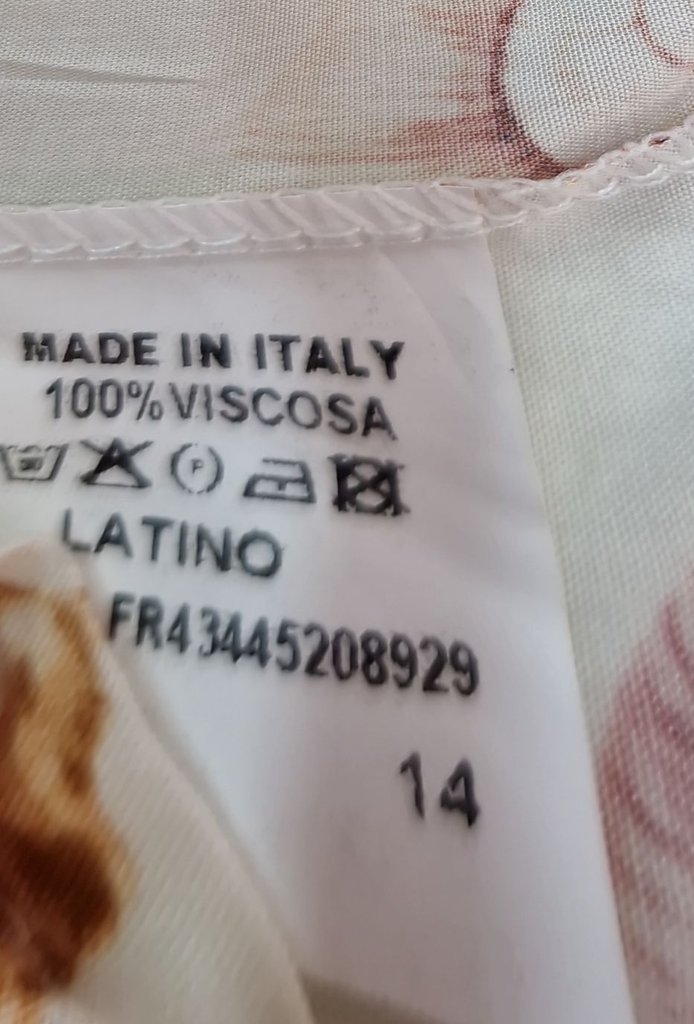 MADE IN ITALY
100% VISCOSA
P
LATINO
FR43445208929
14